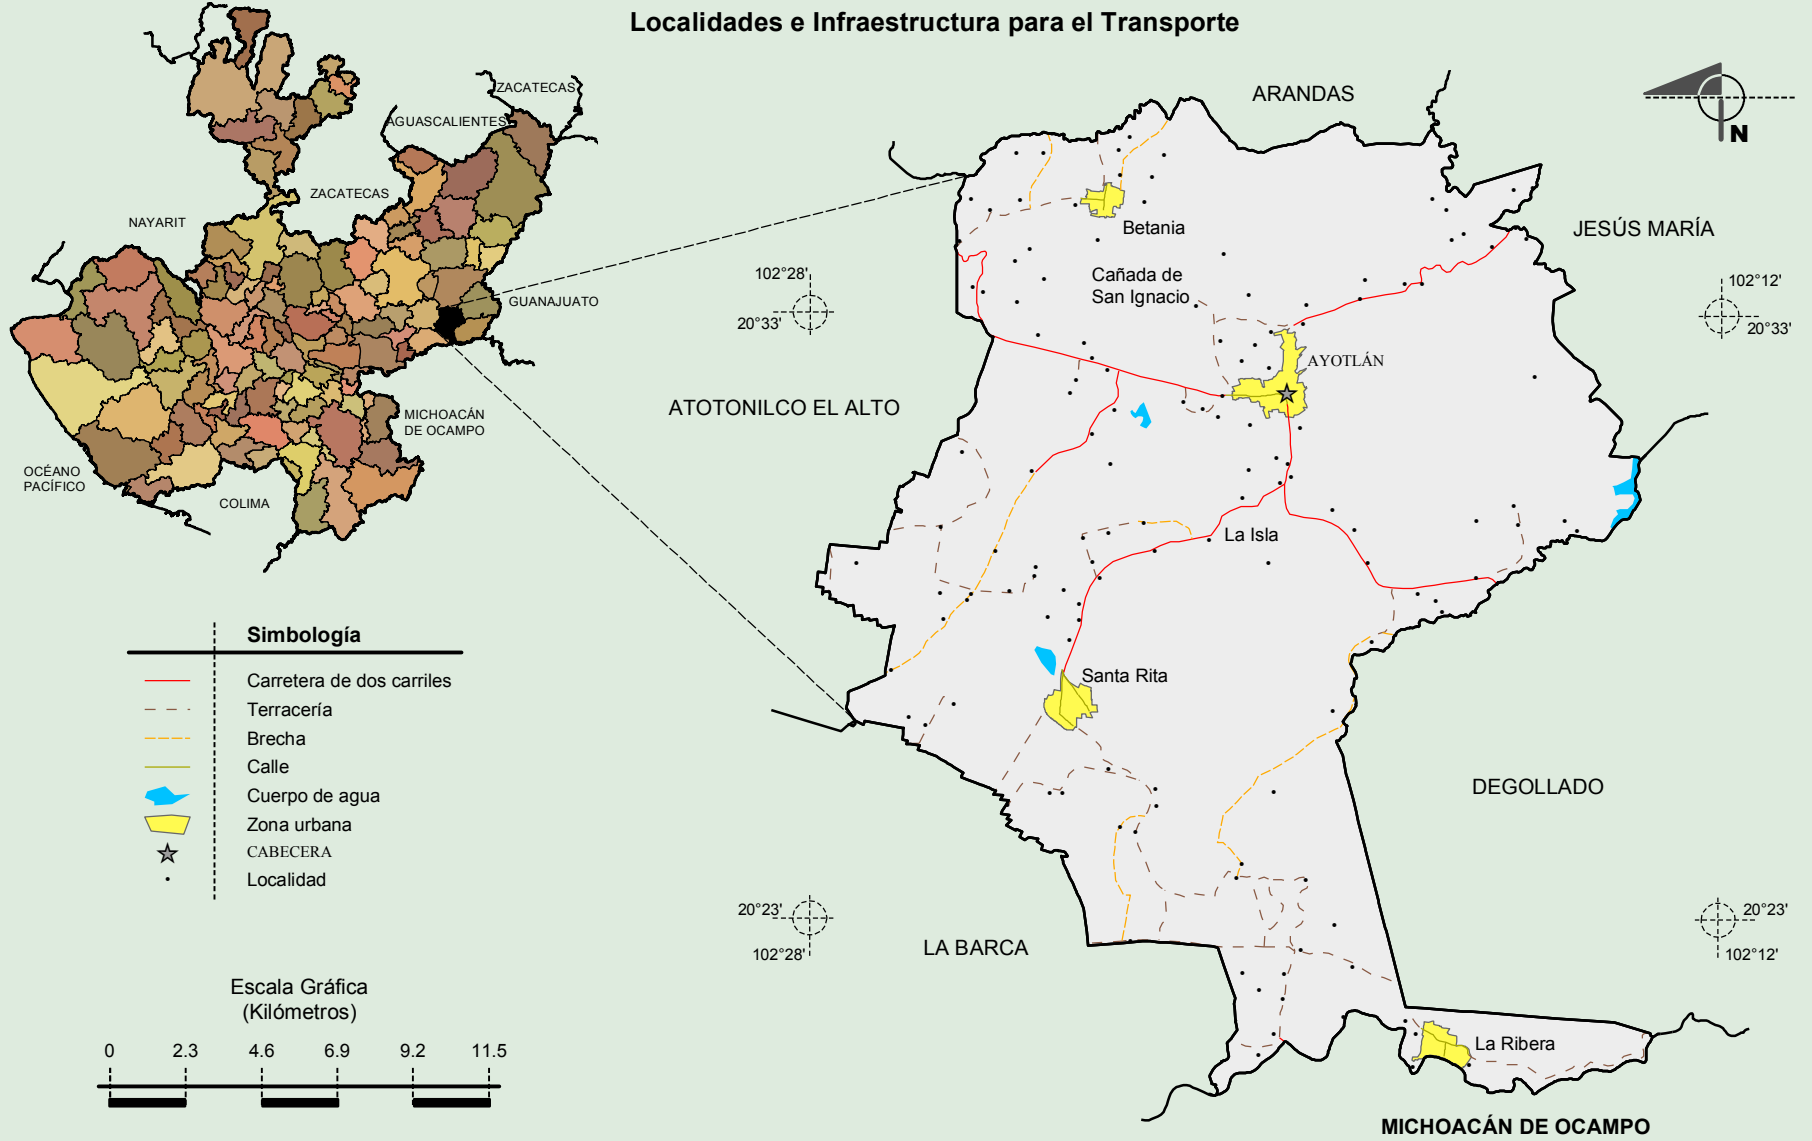 Localidades e Infraestructura para el Transporte
ZACATECAS
AGUASCALIENTES
ZACATECAS
NAYARIT
GUANAJUATO
MICHOACÁN
DE OCAMPO
OCÉANO
PACÍFICO
COLIMA
ARANDAS
N
JESÚS MARÍA
Betania
Cañada de
San Ignacio
102°28'
20°33'
102°12'
20°33'
AYOTLÁN
ATOTONILCO EL ALTO
La Isla
Santa Rita
DEGOLLADO
20°23'
102°28'
20°23'
102°12'
LA BARCA
La Ribera
MICHOACÁN DE OCAMPO
Simbología
Carretera de dos carriles
Terracería
Brecha
Calle
Cuerpo de agua
Zona urbana
CABECERA
Localidad
Escala Gráfica
(Kilómetros)
0 2.3 4.6 6.9 9.2 11.5